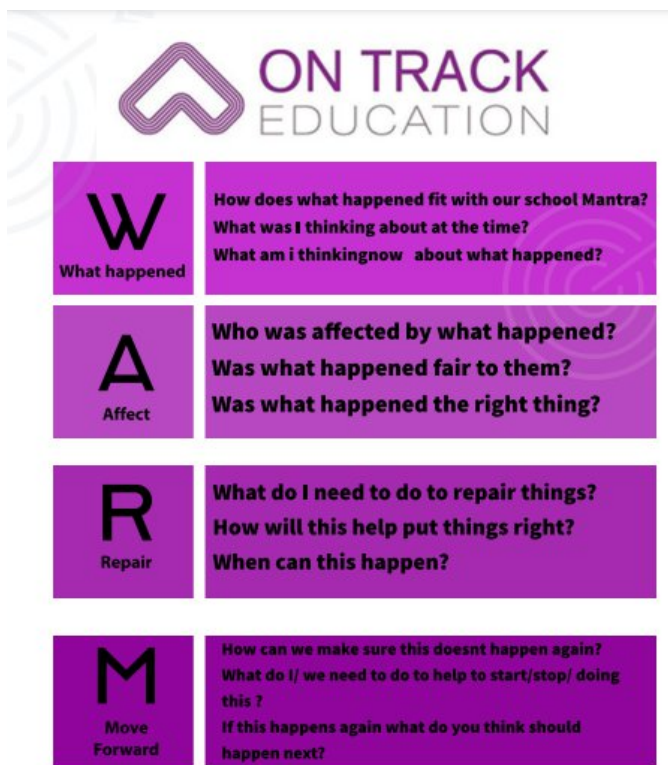 ON TRACK
EDUCATION
W
What happened
How does what happened fit with our school Mantra?
What was I thinking about at the time?
What am i thinkingnow about what happened?
A
Affect
Who was affected by what happened?
Was what happened fair to them?
Was what happened the right thing?
R
Repair
What do I need to do to repair things?
How will this help put things right?
When can this happen?
M
Move
Forward
How can we make sure this doesnt happen again?
What do I/ we need to do to help to start/stop/ doing
this ?
If this happens again what do you think should
happen next?